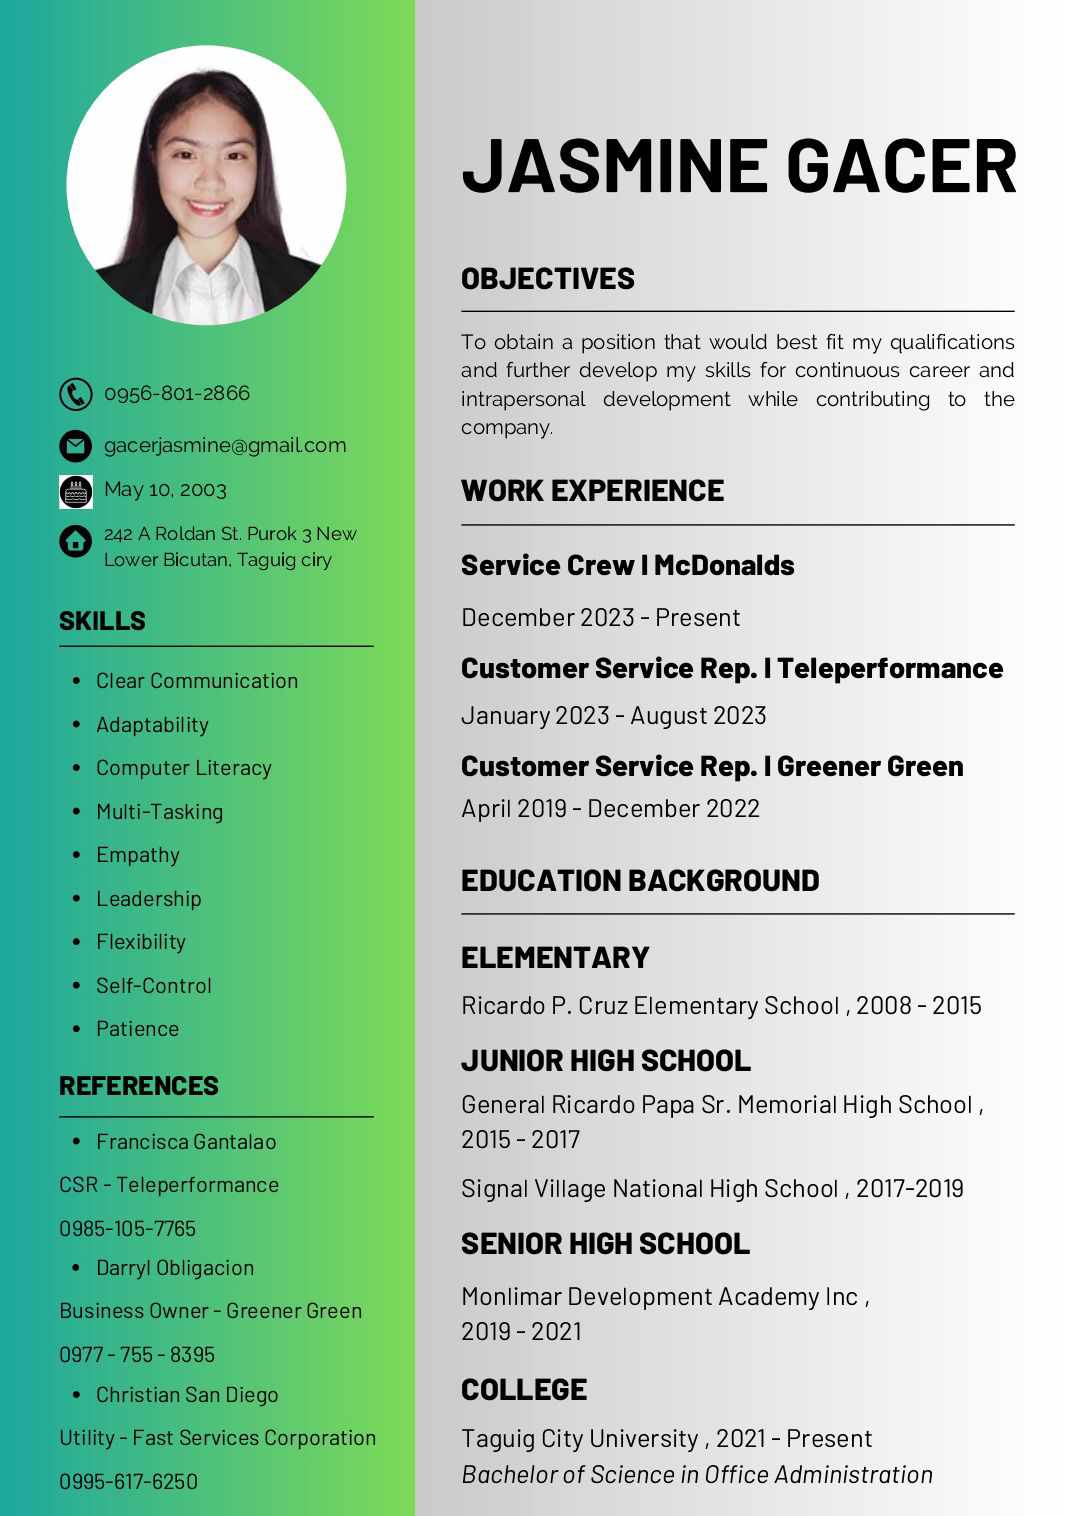 JASMINE GACER
0956-801-2866
gacerjasmine@gmail.com
May 10, 2003
242 A Roldan St. Purok 3 New
Lower Bicutan, Taguig ciry
SKILLS
• Clear Communication
• Adaptability
• Computer Literacy
• Multi-Tasking
• Empathy
• Leadership
• Flexibility
• Self-Control
• Patience
REFERENCES
• Francisca Gantalao
CSR - Teleperformance
0985-105-7765
• Darryl Obligacion
Business Owner - Greener Green
0977 - 755 - 8395
• Christian San Diego
Utility - Fast Services Corporation
0995-617-6250
OBJECTIVES
To obtain a position that would best fit my qualifications
and further develop my skills for continuous career and
intrapersonal development while contributing to the
company.
WORK EXPERIENCE
Service Crew I McDonalds
December 2023 - Present
Customer Service Rep. I Teleperformance
January 2023 - August 2023
Customer Service Rep. I Greener Green
April 2019 - December 2022
EDUCATION BACKGROUND
ELEMENTARY
Ricardo P. Cruz Elementary School , 2008 - 2015
JUNIOR HIGH SCHOOL
General Ricardo Papa Sr. Memorial High School ,
2015 - 2017
Signal Village National High School , 2017-2019
SENIOR HIGH SCHOOL
Monlimar Development Academy Inc ,
2019 - 2021
COLLEGE
Taguig City University , 2021 - Present
Bachelor of Science in Office Administration